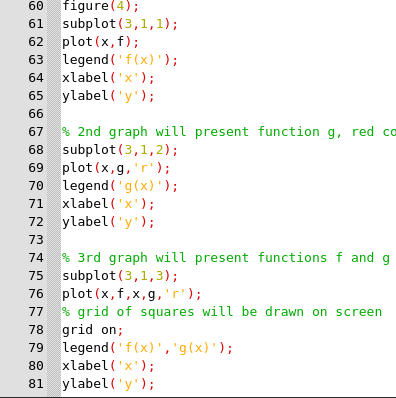 60 figure(4);
61 subplot(3,1,1);
62 plot(x,f);
63 legend('f(x)');
64 xlabel('x');
65 ylabel('y');
66
67 % 2nd graph will present function g, red co
68 subplot(3,1,2);
69 plot(x,g,'r');
70 legend('g(x)');
71 xlabel('x');
72 ylabel('y');
73
74 % 3rd graph will present functions f and g
75 subplot(3,1,3);
76 plot(x,f,x,g,'r');
77 % grid of squares will be drawn on screen
78 grid on;
79 legend('f(x)','g(x)');
80 xlabel('x');
81 ylabel('y');